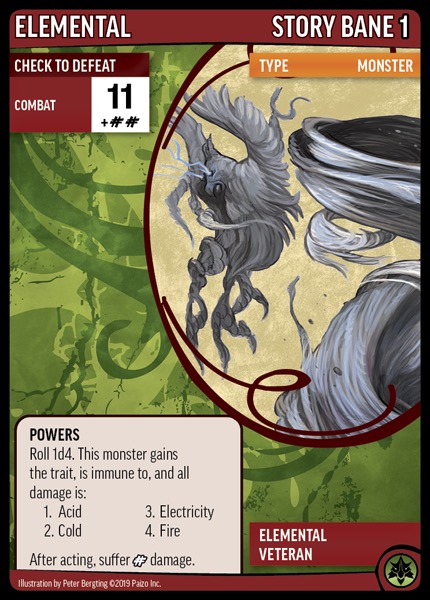 ELEMENTAL STORY BANE 1
CHECK TO DEFEAT
COMBAT 11
+##
TYPE MONSTER
POWERS
Roll 1d4. This monster gains
the trait, is immune to, and all
damage is:
1. Acid 3. Electricity
2. Cold 4. Fire
After acting, suffer # damage.
ELEMENTAL
VETERAN
Illustration by Peter Bergting ©2019 Paizo Inc.